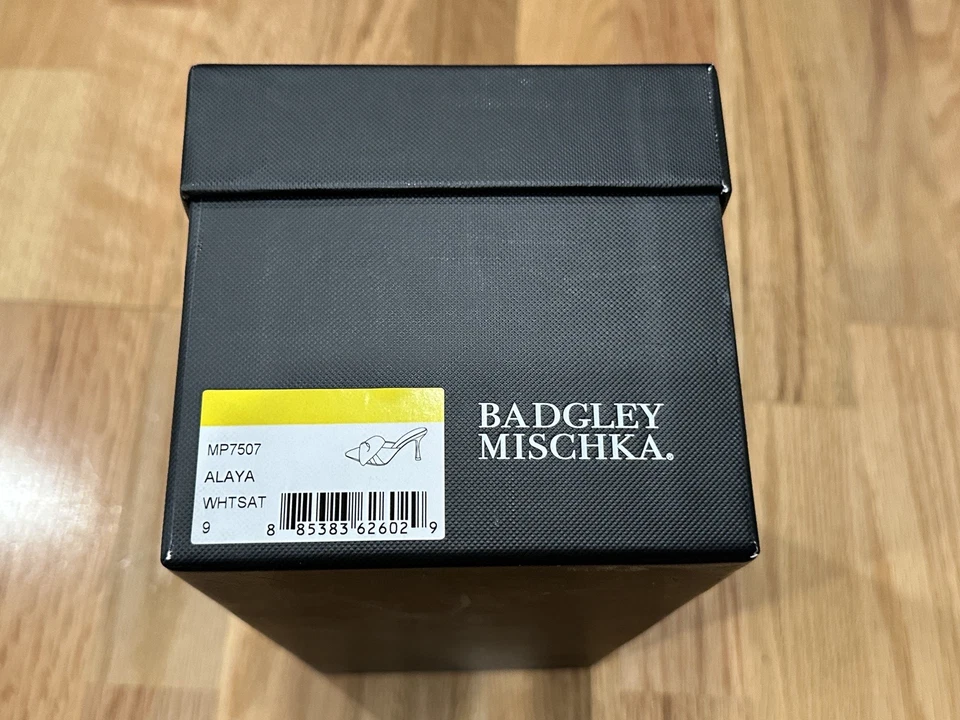 MP7507
ALAYA
WHTSAT
9
8 85383 62602 9
BADGLEY
MISCHKA®